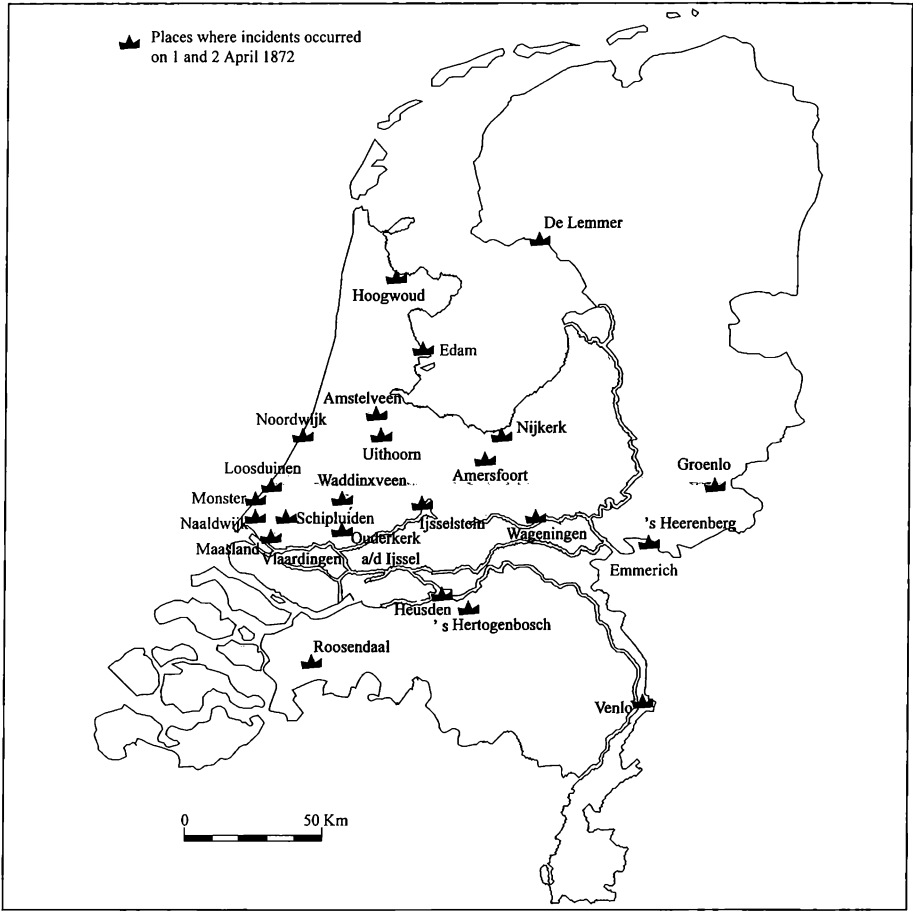 Places where incidents occurred
on 1 and 2 April 1872
De Lemmer
Hoogwoud
Edam
Amstelveen
Noordwijk
Nijkerk
Uithoorn
Loosduinen
Waddinxveen
Amersfoort
Groenlo
Monster
Naaldwijk
Schipluiden
Ijsselstein
Wageningen
's Heerenberg
Maasland
Vlaardingen
Ouderkerk
a/d Ijssel
Emmerich
Heusden
's Hertogenbosch
Roosendaal
Venlo
0 50 Km